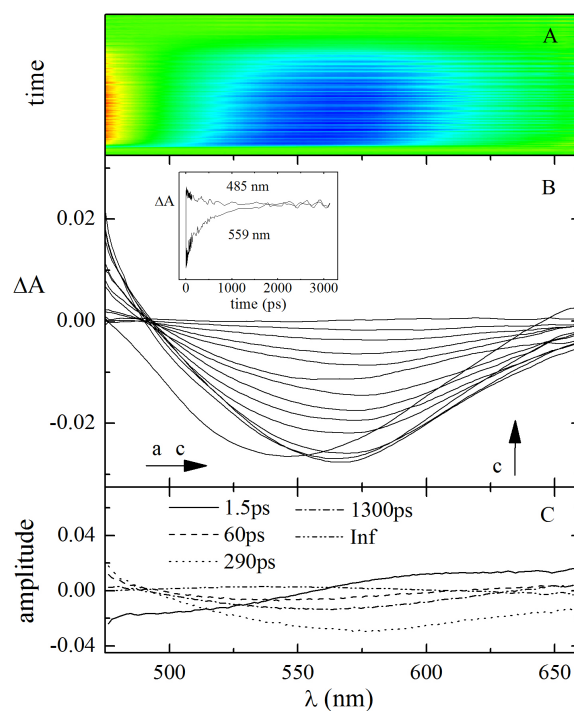 A
time
B
485 nm
ΔA
559 nm
0 1000 2000 3000
time (ps)
0.02
ΔA
0.00
-0.02
a c
c
C
1.5ps 1300ps
60ps Inf
290ps
0.04
amplitude
0.00
-0.04
500 550 600 650
λ (nm)